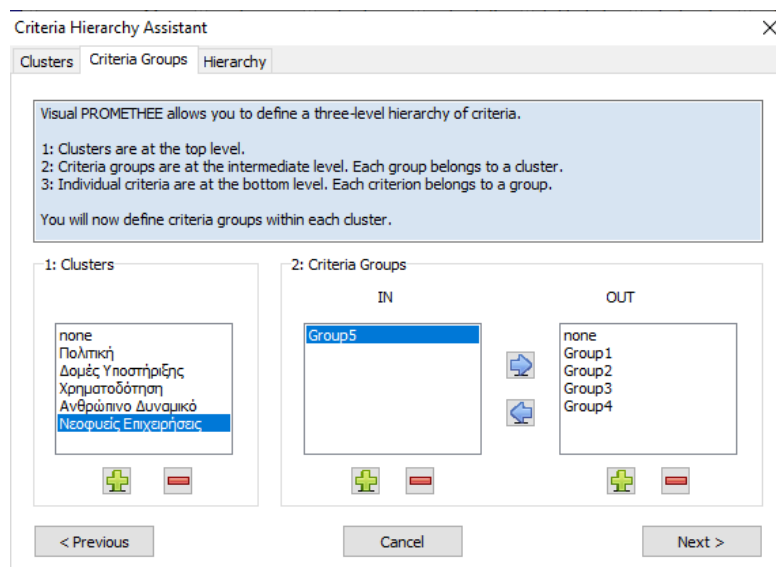 Criteria Hierarchy Assistant
Clusters Criteria Groups Hierarchy
Visual PROMETHEE allows you to define a three-level hierarchy of criteria.
1: Clusters are at the top level.
2: Criteria groups are at the intermediate level. Each group belongs to a cluster.
3: Individual criteria are at the bottom level. Each criterion belongs to a group.
You will now define criteria groups within each cluster.
1: Clusters
none
Πολιτική
Δομές Υποστήριξης
Χρηματοδότηση
Ανθρώπινο Δυναμικό
Νεοφυείς Επιχειρήσεις
2: Criteria Groups
IN
Group5
OUT
none
Group1
Group2
Group3
Group4
< Previous
Cancel
Next >